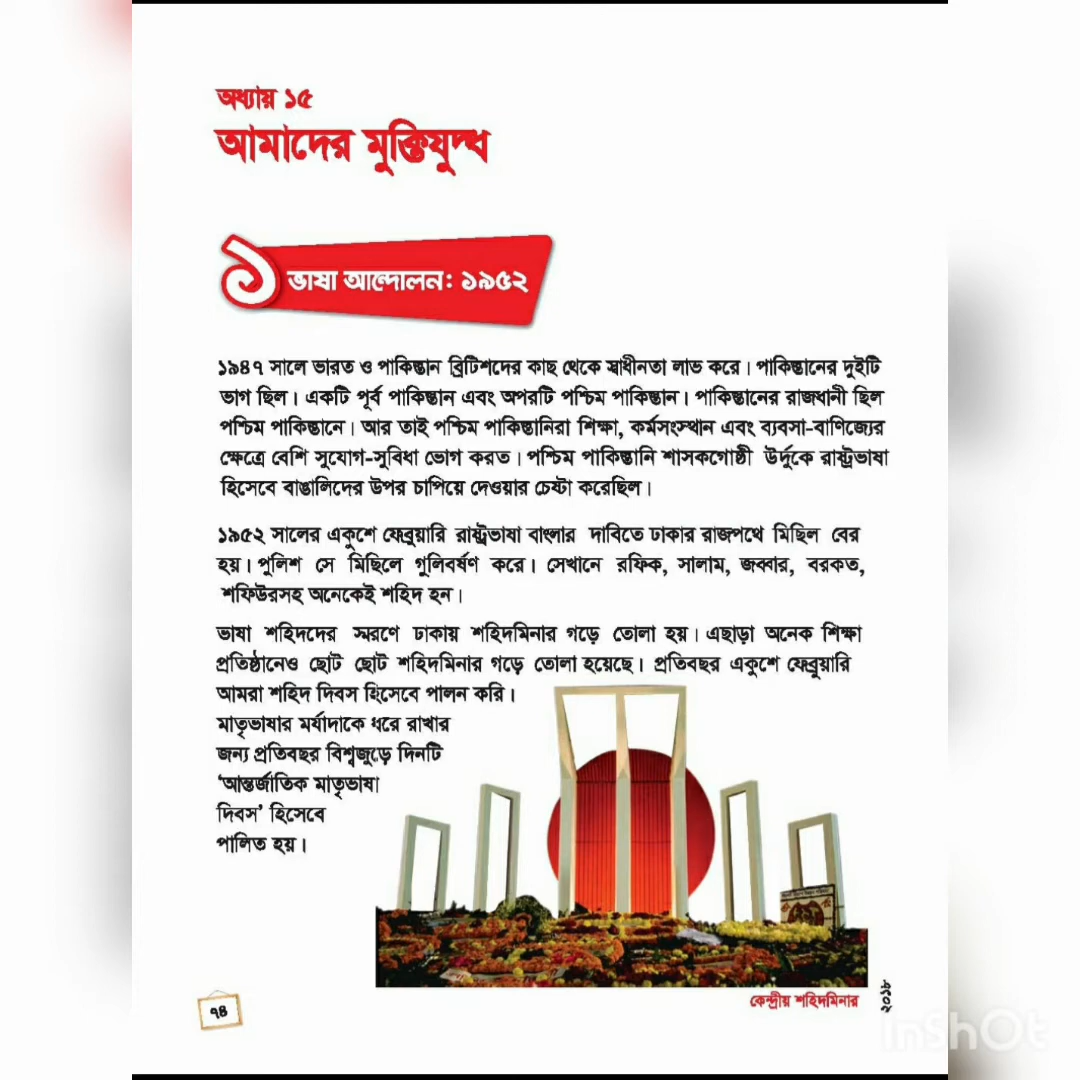 অধ্যায় ১৫
আমাদের মুক্তিযুদ্ধ
১ ভাষা আন্দোলন: ১৯৫২
১৯৪৭ সালে ভারত ও পাকিস্তান ব্রিটিশদের কাছ থেকে স্বাধীনতা লাভ করে। পাকিস্তানের দুইটি
ভাগ ছিল। একটি পূর্ব পাকিস্তান এবং অপরটি পশ্চিম পাকিস্তান। পাকিস্তানের রাজধানী ছিল
পশ্চিম পাকিস্তানে। আর তাই পশ্চিম পাকিস্তানিরা শিক্ষা, কর্মসংস্থান এবং ব্যবসা-বাণিজ্যের
ক্ষেত্রে বেশি সুযোগ-সুবিধা ভোগ করত। পশ্চিম পাকিস্তানি শাসকগোষ্ঠী উর্দুকে রাষ্ট্রভাষা
হিসেবে বাঙালিদের উপর চাপিয়ে দেওয়ার চেষ্টা করেছিল।
১৯৫২ সালের একুশে ফেব্রুয়ারি রাষ্ট্রভাষা বাংলার দাবিতে ঢাকার রাজপথে মিছিল বের
হয়। পুলিশ সে মিছিলে গুলিবর্ষণ করে। সেখানে রফিক, সালাম, জব্বার, বরকত,
শফিউরসহ অনেকেই শহিদ হন।
ভাষা শহিদদের স্মরণে ঢাকায় শহিদমিনার গড়ে তোলা হয়। এছাড়া অনেক শিক্ষা
প্রতিষ্ঠানেও ছোট ছোট শহিদমিনার গড়ে তোলা হয়েছে। প্রতিবছর একুশে ফেব্রুয়ারি
আমরা শহিদ দিবস হিসেবে পালন করি।
মাতৃভাষার মর্যাদাকে ধরে রাখার
জন্য প্রতিবছর বিশ্বজুড়ে দিনটি
‘আন্তর্জাতিক মাতৃভাষা
দিবস’ হিসেবে
পালিত হয়।
কেন্দ্রীয় শহিদমিনার
২০১৮
৭৪
InShOt